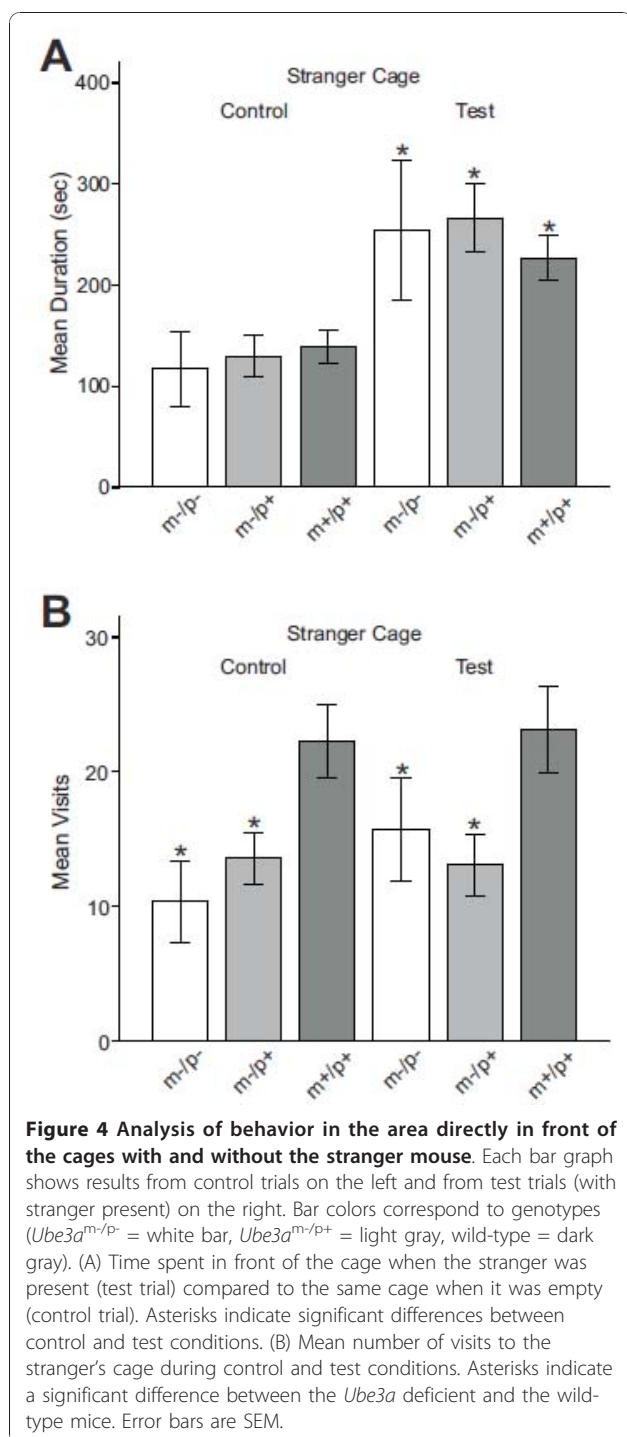 A
Stranger Cage
Control Test
400
300
200
100
0
Mean Duration (sec)
* * *
m-/p- m-/p+ m+/p+ m-/p- m-/p+ m+/p+
B
Stranger Cage
Control Test
30
20
10
0
Mean Visits
* * * *
m-/p- m-/p+ m+/p+ m-/p- m-/p+ m+/p+
Figure 4 Analysis of behavior in the area directly in front of
the cages with and without the stranger mouse. Each bar graph
shows results from control trials on the left and from test trials (with
stranger present) on the right. Bar colors correspond to genotypes
(Ube3a^m-/p- = white bar, Ube3a^m-/p+ = light gray, wild-type = dark
gray). (A) Time spent in front of the cage when the stranger was
present (test trial) compared to the same cage when it was empty
(control trial). Asterisks indicate significant differences between
control and test conditions. (B) Mean number of visits to the
stranger's cage during control and test conditions. Asterisks indicate
a significant difference between the Ube3a deficient and the wild-
type mice. Error bars are SEM.